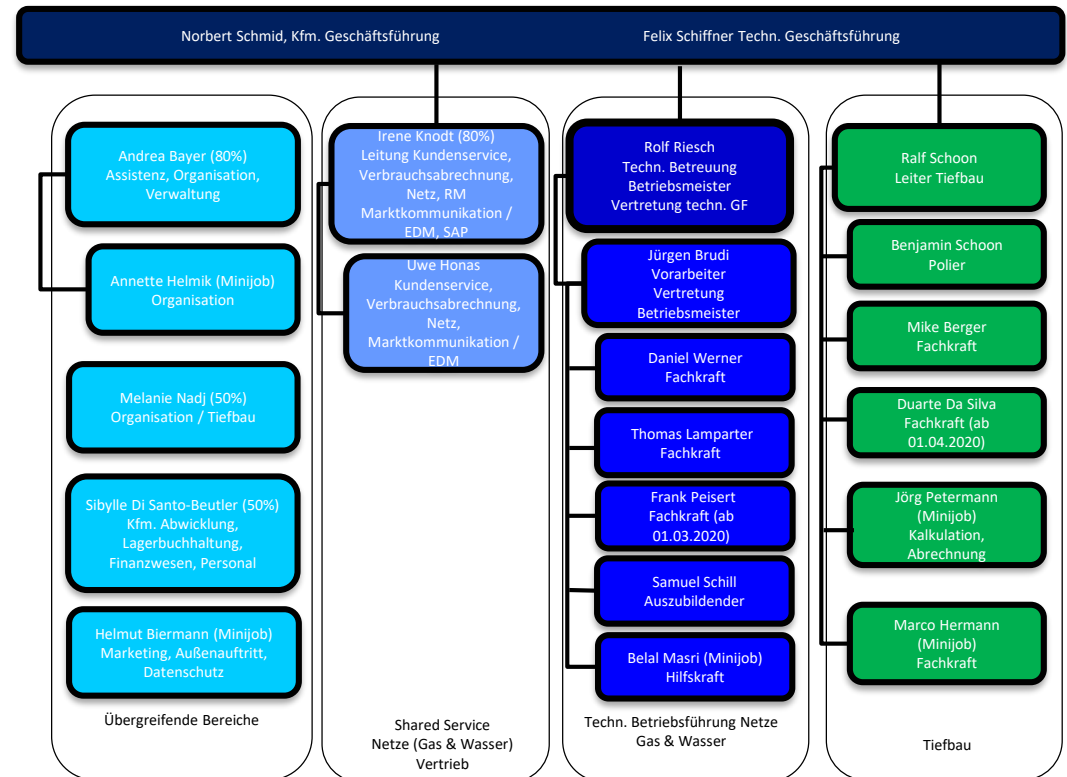 Norbert Schmid, Kfm. Geschäftsführung
Felix Schiffner Techn. Geschäftsführung
Andrea Bayer (80%)
Assistenz, Organisation,
Verwaltung
Annette Helmik (Minijob)
Organisation
Melanie Nadj (50%)
Organisation / Tiefbau
Sibylle Di Santo-Beutler (50%)
Kfm. Abwicklung,
Lagerbuchhaltung,
Finanzwesen, Personal
Helmut Biermann (Minijob)
Marketing, Außenauftritt,
Datenschutz
Übergreifende Bereiche
Irene Knodt (80%)
Leitung Kundenservice,
Verbrauchsabrechnung,
Netz, RM
Marktkommunikation /
EDM, SAP
Uwe Honas
Kundenservice,
Verbrauchsabrechnung,
Netz,
Marktkommunikation /
EDM
Shared Service
Netze (Gas & Wasser)
Vertrieb
Rolf Riesch
Techn. Betreuung
Betriebsmeister
Vertretung techn. GF
Jürgen Brudi
Vorarbeiter
Vertretung
Betriebsmeister
Daniel Werner
Fachkraft
Thomas Lamparter
Fachkraft
Frank Peisert
Fachkraft (ab
01.03.2020)
Samuel Schill
Auszubildender
Belal Masri (Minijob)
Hilfskraft
Techn. Betriebsführung Netze
Gas & Wasser
Ralf Schoon
Leiter Tiefbau
Benjamin Schoon
Polier
Mike Berger
Fachkraft
Duarte Da Silva
Fachkraft (ab
01.04.2020)
Jörg Petermann
(Minijob)
Kalkulation,
Abrechnung
Marco Hermann
(Minijob)
Fachkraft
Tiefbau